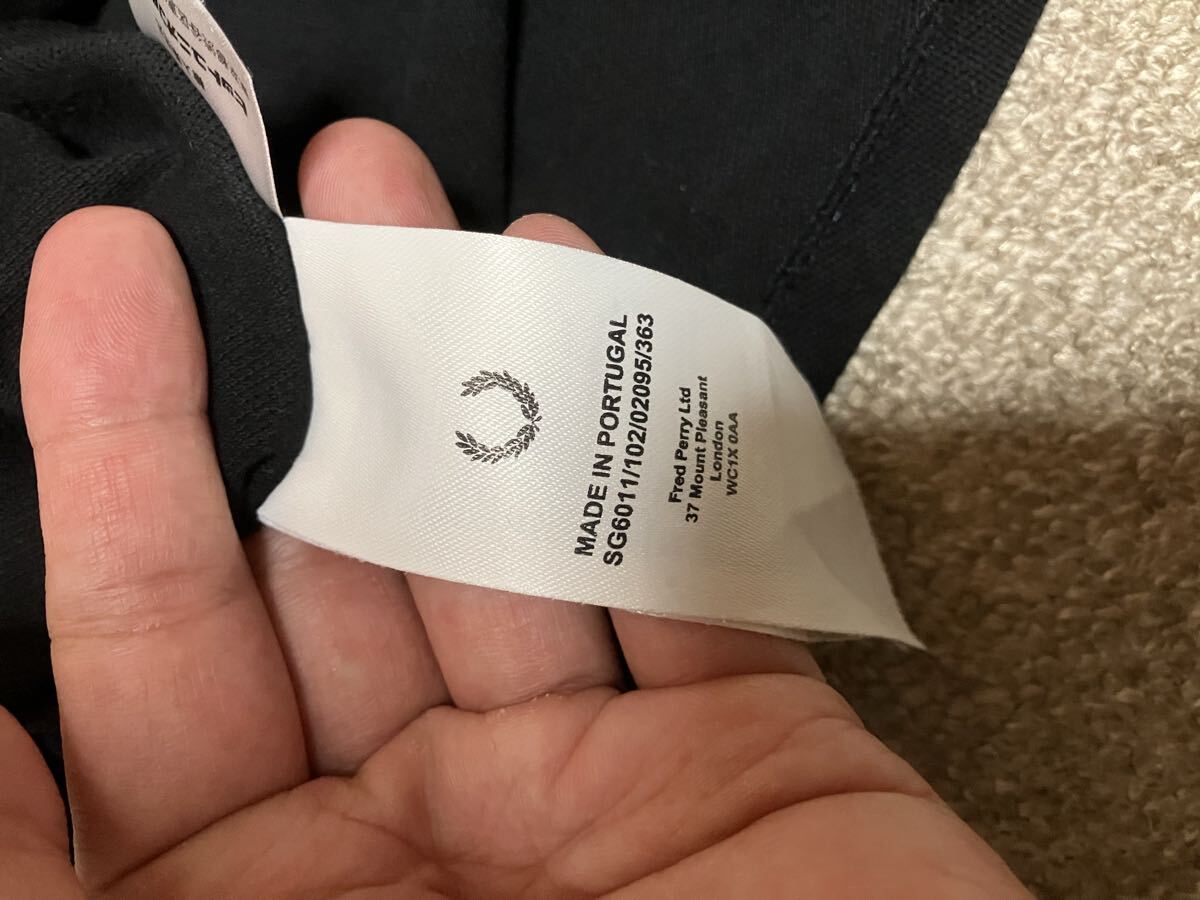 MADE IN PORTUGAL
SG6011/102/02095/363
Fred Perry Ltd
37 Mount Pleasant
London
WC1X 0AA